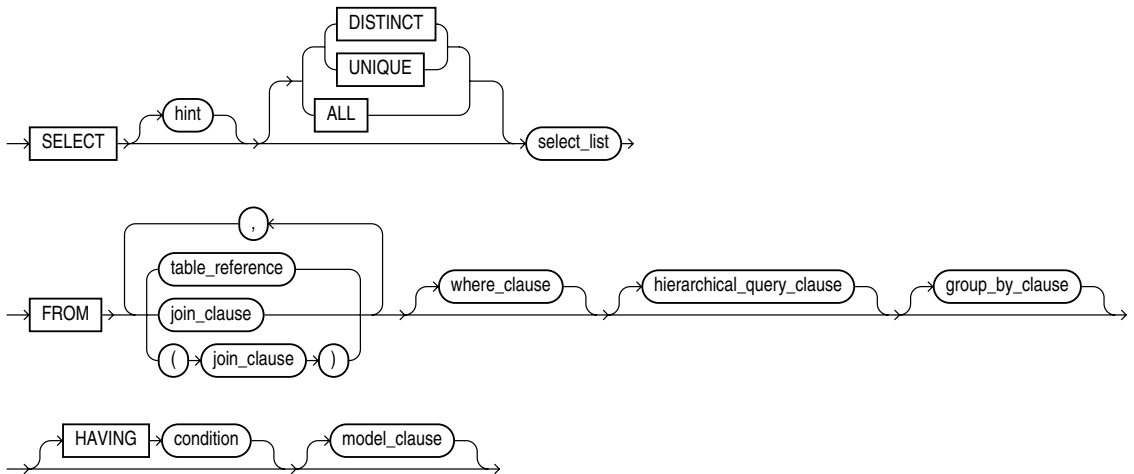 DISTINCT
UNIQUE
ALL
hint
SELECT
select_list
,
table_reference
where_clause
hierarchical_query_clause
group_by_clause
FROM
join_clause
( join_clause )
HAVING condition
model_clause